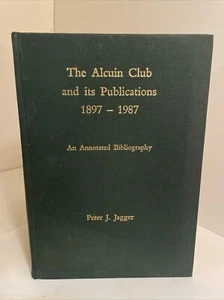 The Alcuin Club
and its Publications
1897 – 1987
An Annotated Bibliography
Peter J. Jagger